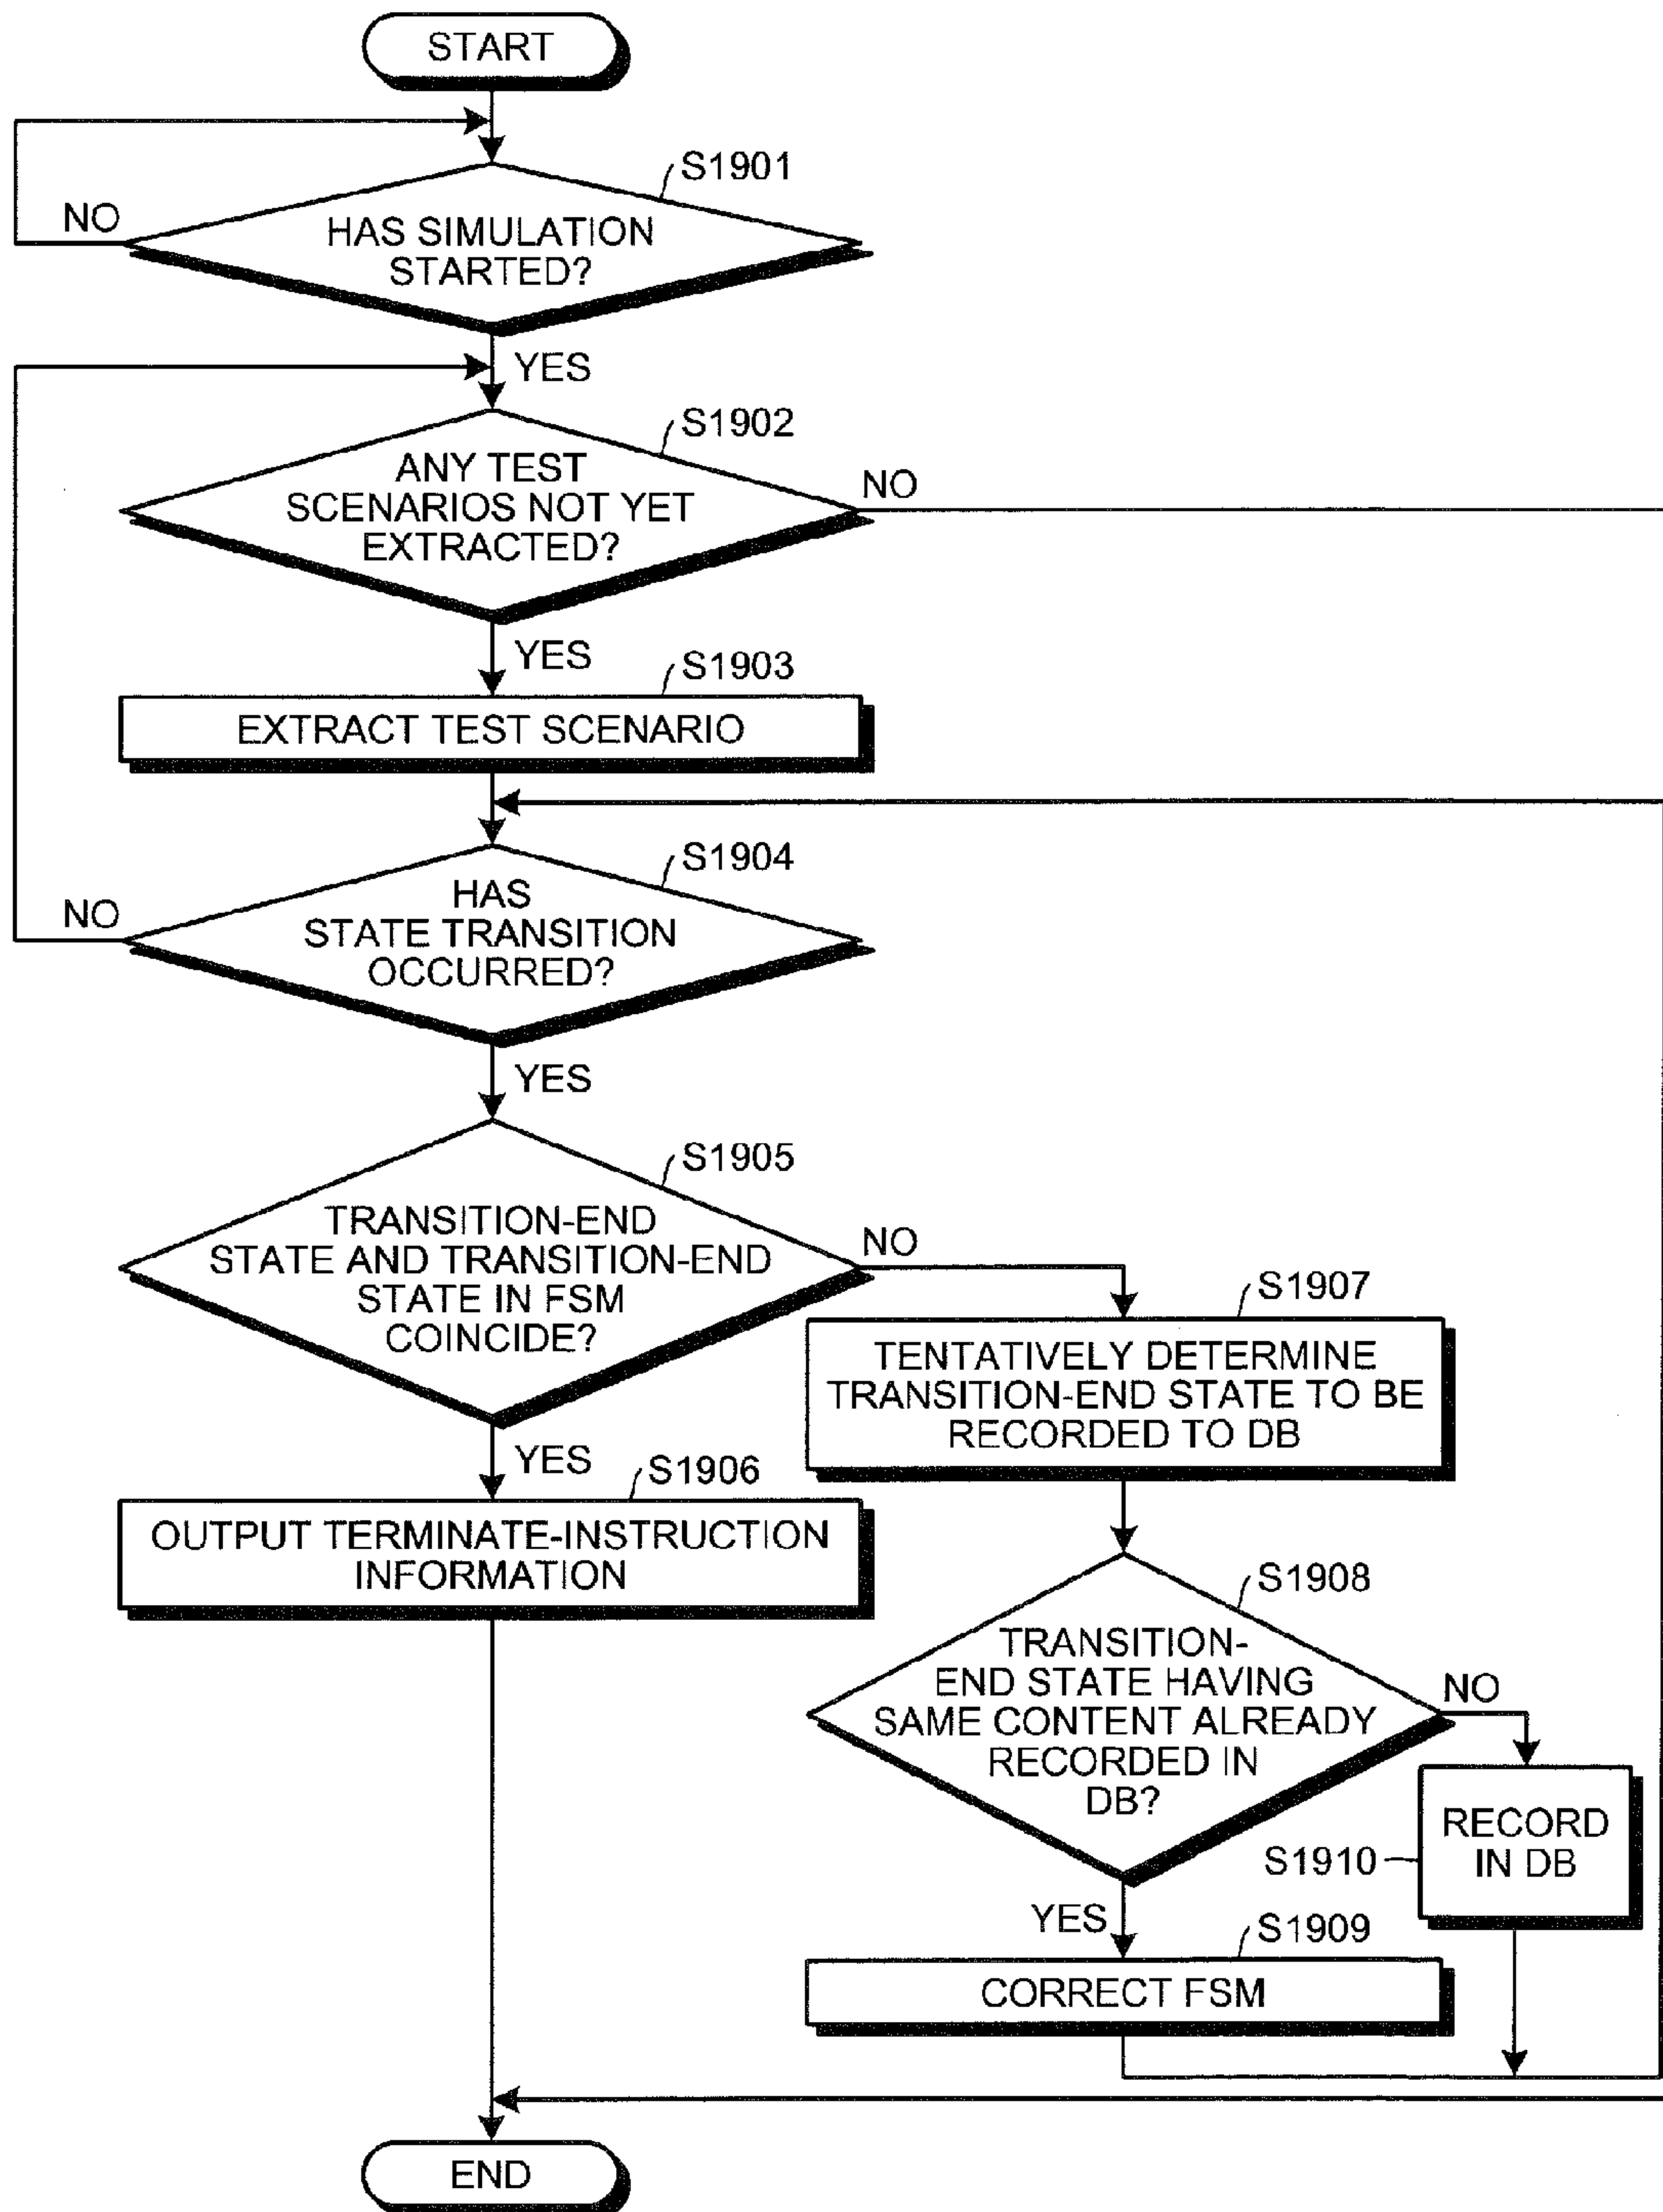 START
S1901
NO
HAS SIMULATION
STARTED?
YES
S1902
ANY TEST
SCENARIOS NOT YET
EXTRACTED?
NO
YES
S1903
EXTRACT TEST SCENARIO
S1904
HAS
STATE TRANSITION
OCCURRED?
NO
YES
S1905
TRANSITION-END
STATE AND TRANSITION-END
STATE IN FSM
COINCIDE?
NO
YES
S1906
OUTPUT TERMINATE-INSTRUCTION
INFORMATION
S1907
TENTATIVELY DETERMINE
TRANSITION-END STATE TO BE
RECORDED TO DB
S1908
TRANSITION-
END STATE HAVING
SAME CONTENT ALREADY
RECORDED IN
DB?
NO
RECORD
IN DB
S1910
YES
S1909
CORRECT FSM
END